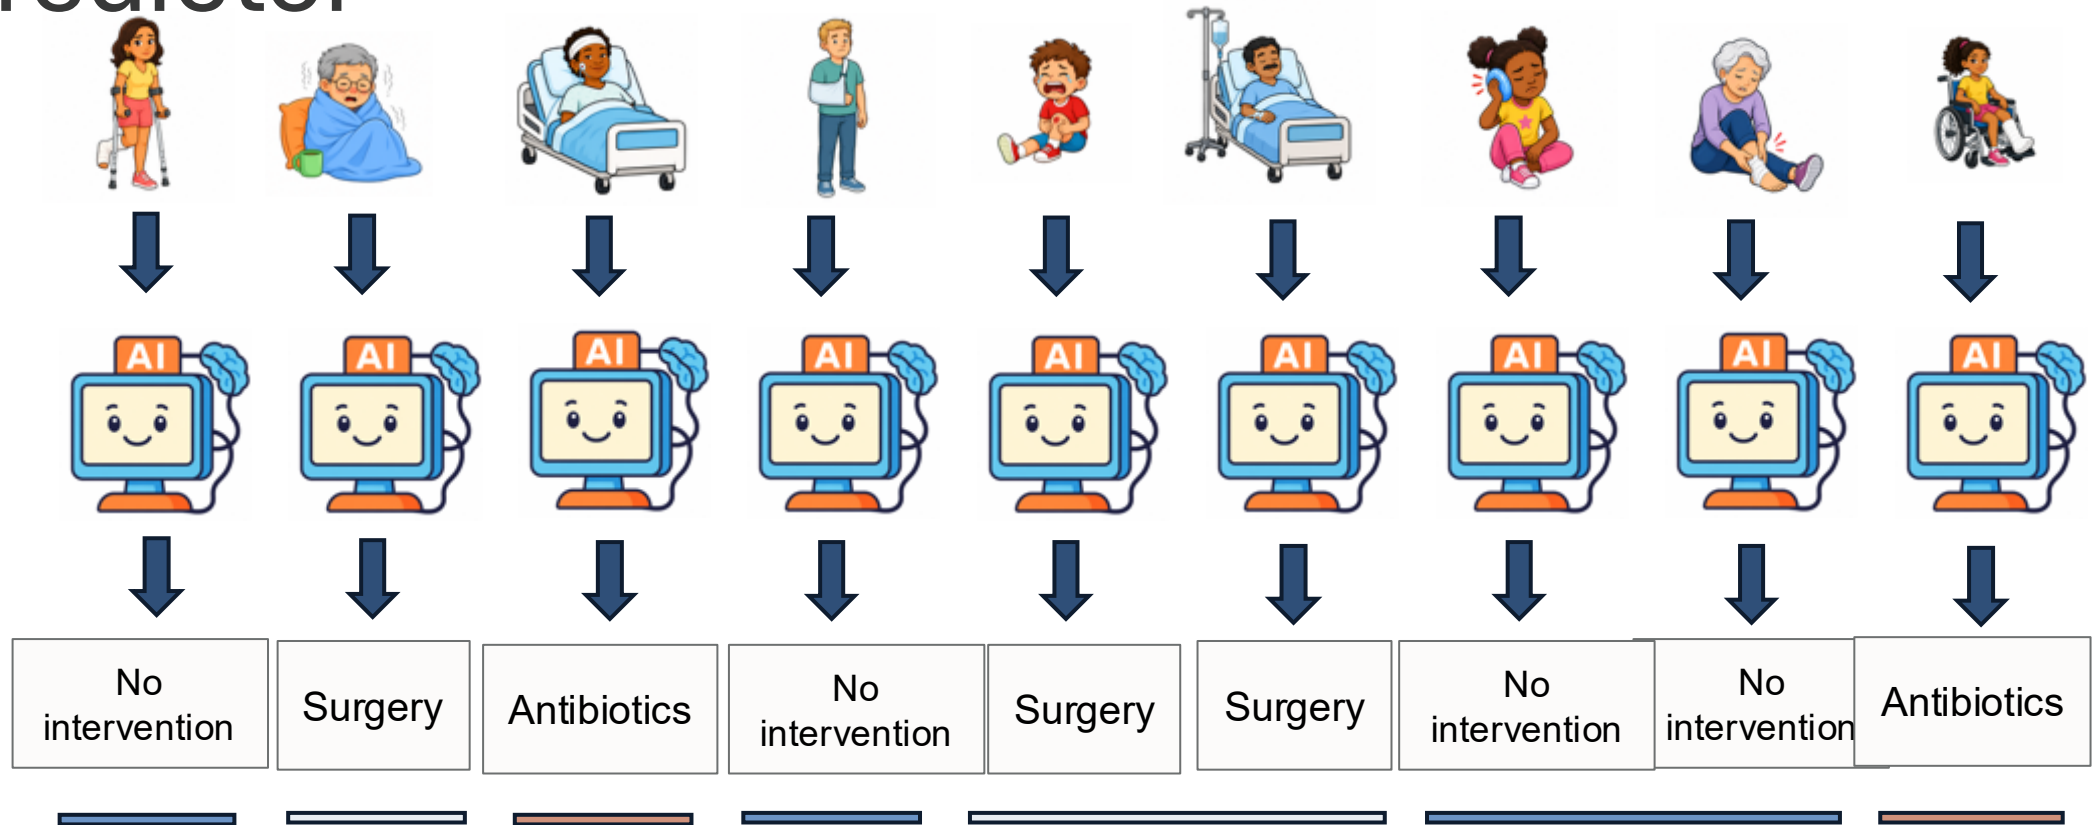 AI AI AI AI AI AI AI AI AI
No
intervention
Surgery
Antibiotics
No
intervention
Surgery
Surgery
No
intervention
No
intervention
Antibiotics